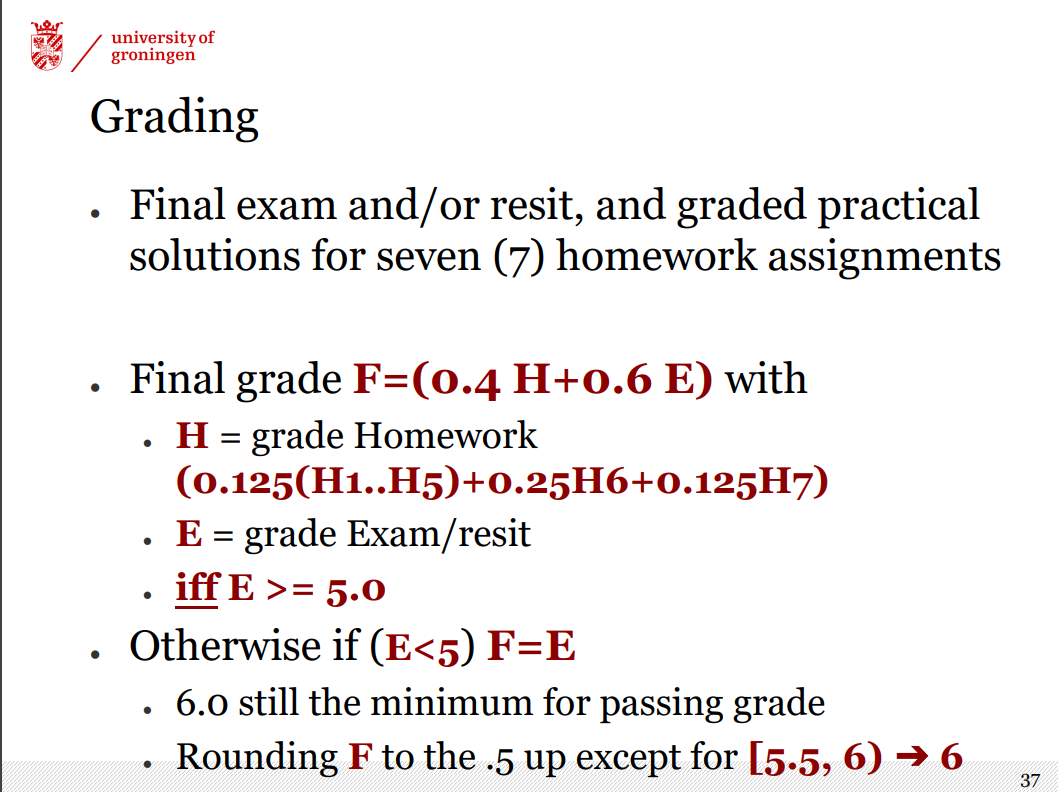 university of
groningen
Grading
• Final exam and/or resit, and graded practical
solutions for seven (7) homework assignments
• Final grade F=(0.4 H+0.6 E) with
• H = grade Homework
(0.125(H1..H5)+0.25H6+0.125H7)
• E = grade Exam/resit
• iff E >= 5.0
• Otherwise if (E<5) F=E
• 6.0 still the minimum for passing grade
• Rounding F to the .5 up except for [5.5, 6) ➔ 6
37